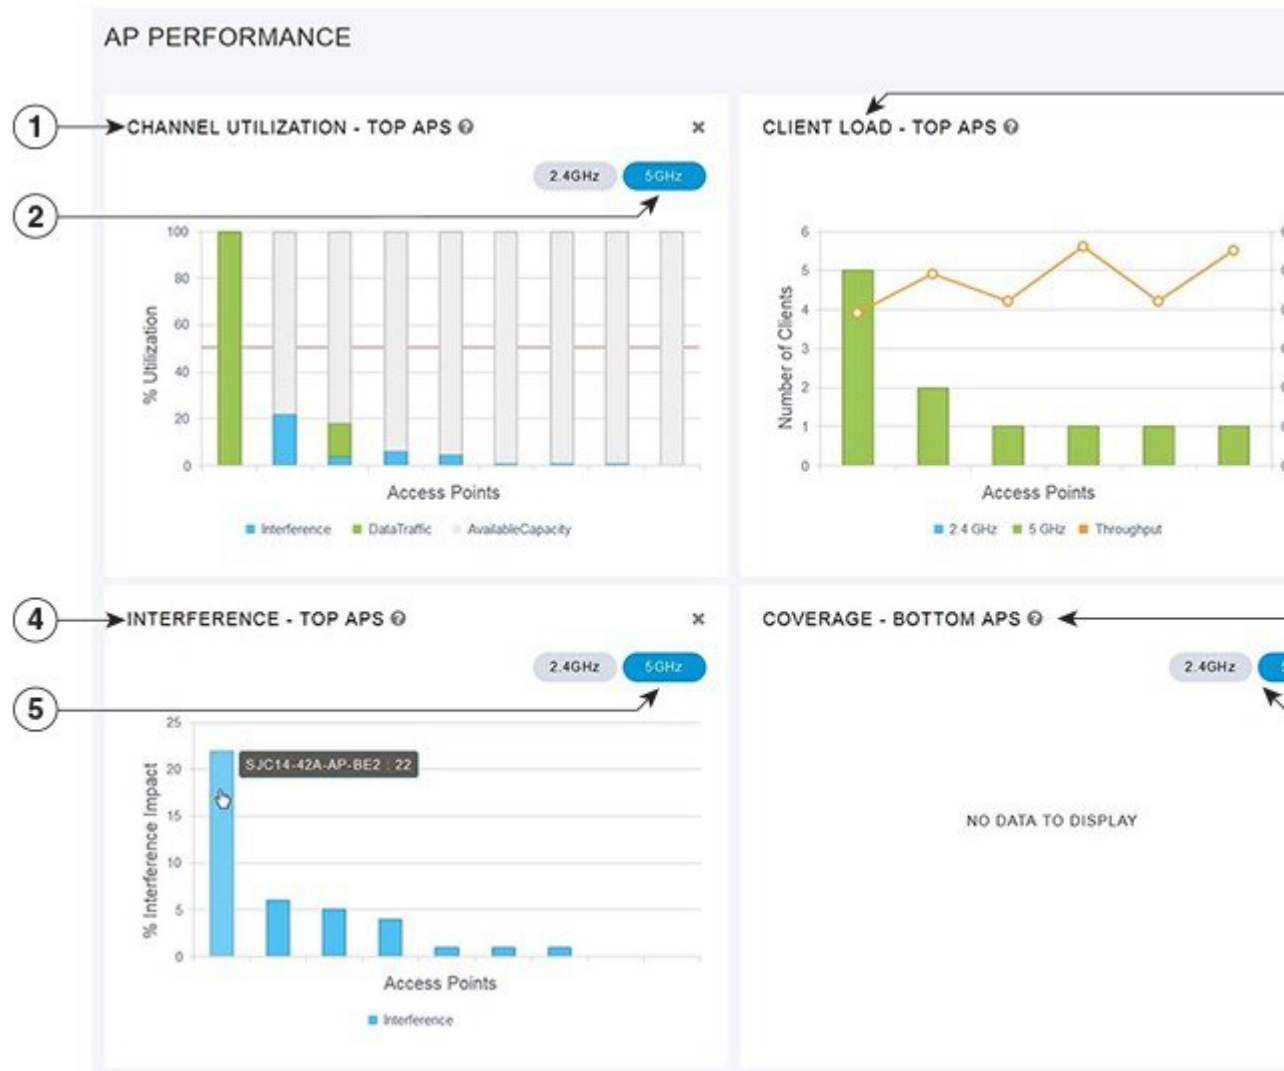 AP PERFORMANCE
1
CHANNEL UTILIZATION - TOP APS
2.4GHz 5GHz
2
100
80
60
40
20
0
% Utilization
Access Points
Interference DataTraffic AvailableCapacity
CLIENT LOAD - TOP APS
6
5
4
3
2
1
0
Number of Clients
Access Points
2.4 GHz 5 GHz Throughput
4
INTERFERENCE - TOP APS
2.4GHz 5GHz
5
25
20
15
10
5
0
% Interference Impact
SJC14-42A-AP-BE2 : 22
Access Points
Interference
COVERAGE - BOTTOM APS
2.4GHz
NO DATA TO DISPLAY